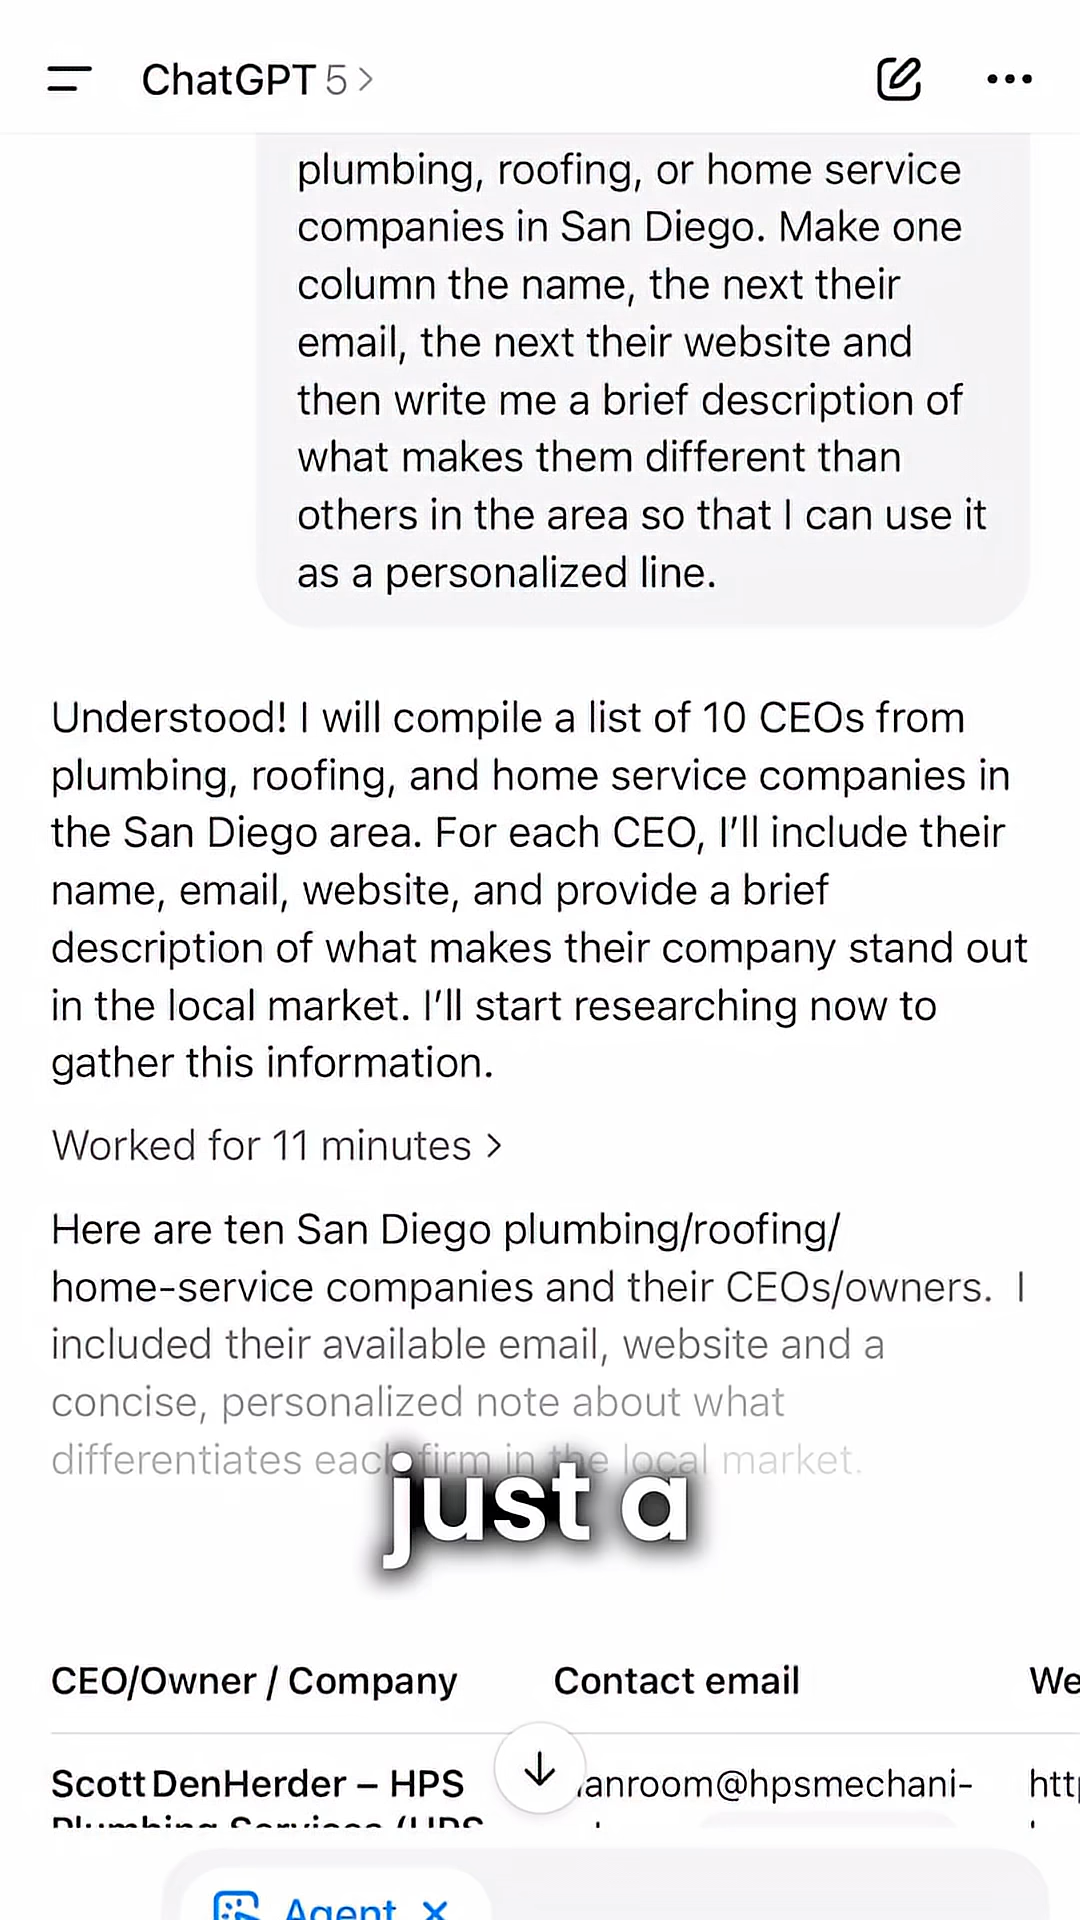 ChatGPT 5 >
plumbing, roofing, or home service
companies in San Diego. Make one
column the name, the next their
email, the next their website and
then write me a brief description of
what makes them different than
others in the area so that I can use it
as a personalized line.
Understood! I will compile a list of 10 CEOs from
plumbing, roofing, and home service companies in
the San Diego area. For each CEO, I’ll include their
name, email, website, and provide a brief
description of what makes their company stand out
in the local market. I’ll start researching now to
gather this information.
Worked for 11 minutes >
Here are ten San Diego plumbing/roofing/
home-service companies and their CEOs/owners. I
included their available email, website and a
concise, personalized note about what
differentiates each firm in the local market.
just a
CEO/Owner / Company Contact email We
Scott DenHerder – HPS anroom@hpsmechani- http
Plumbing Services (HPS
Agent